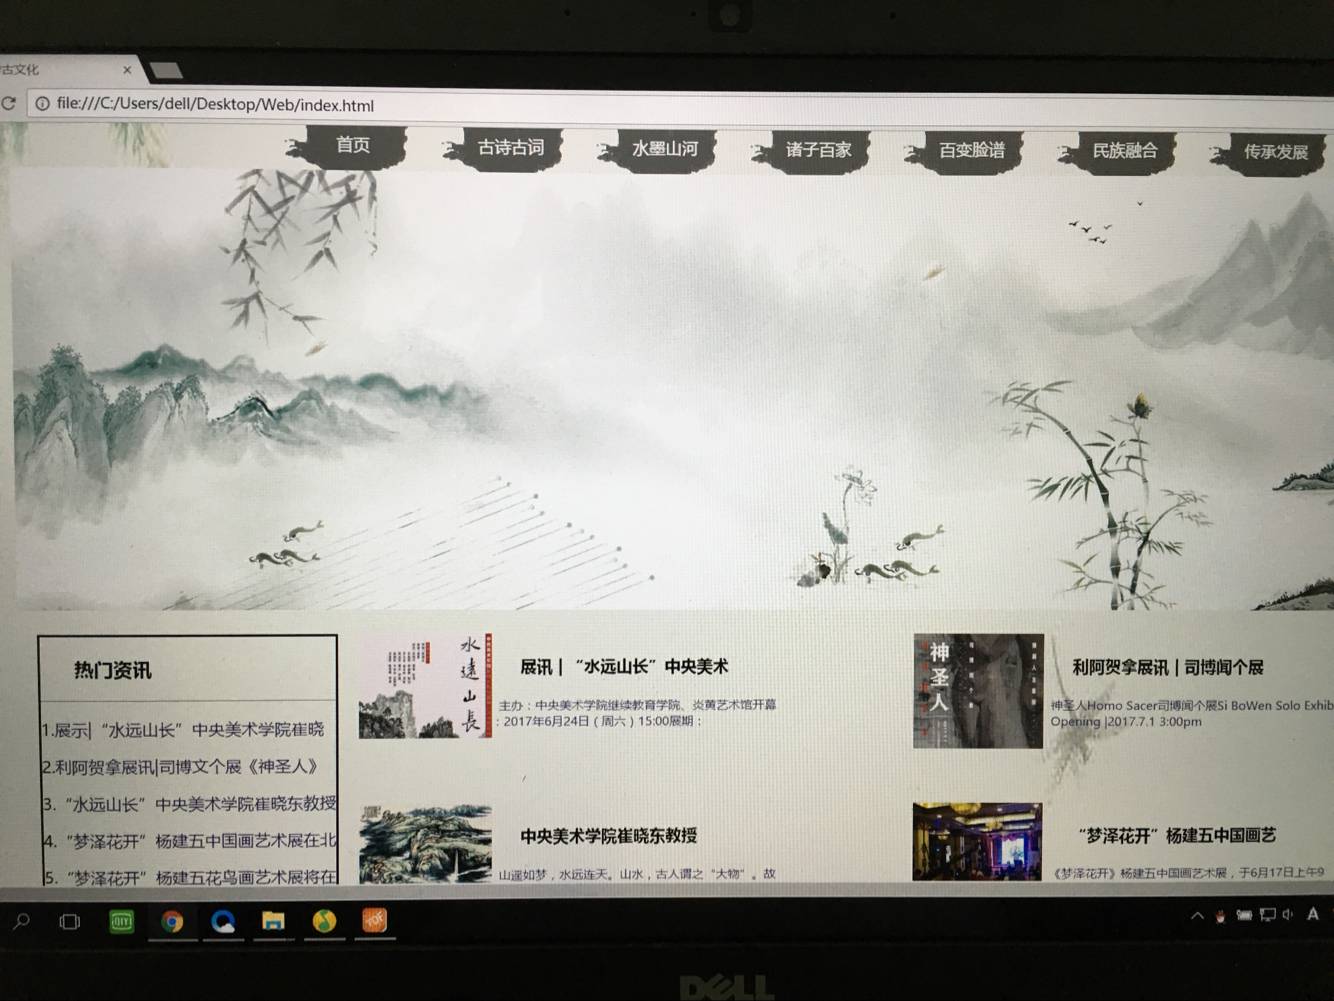 古文化
file:///C:/Users/dell/Desktop/Web/index.html
首页
古诗古词
水墨山河
诸子百家
百变脸谱
民族融合
传承发展
热门资讯
1.展示|“水远山长”中央美术学院崔晓
2.利阿贺拿展讯|司博文个展《神圣人》
3.“水远山长”中央美术学院崔晓东教授
4.“梦泽花开”杨建五中国画艺术展在北
5.“梦泽花开”杨建五花鸟画艺术展将在
水遠山長
展讯 | “水远山长”中央美术
主办：中央美术学院继续教育学院、炎黄艺术馆开幕
：2017年6月24日（周六）15:00展期：
中央美术学院崔晓东教授
山遥如梦，水远连天。山水，古人谓之“大物”。故
神圣人
利阿贺拿展讯 | 司博闻个展
神圣人Homo Sacer司博闻个展Si BoWen Solo Exhib
Opening |2017.7.1 3:00pm
“梦泽花开”杨建五中国画艺
《梦泽花开》杨建五中国画艺术展，于6月17日上午9
A
DELL